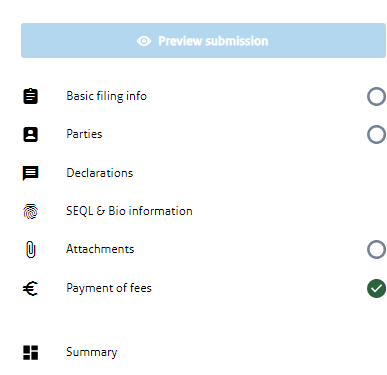 Preview submission
Basic filing info
Parties
Declarations
SEQL & Bio information
Attachments
Payment of fees
Summary